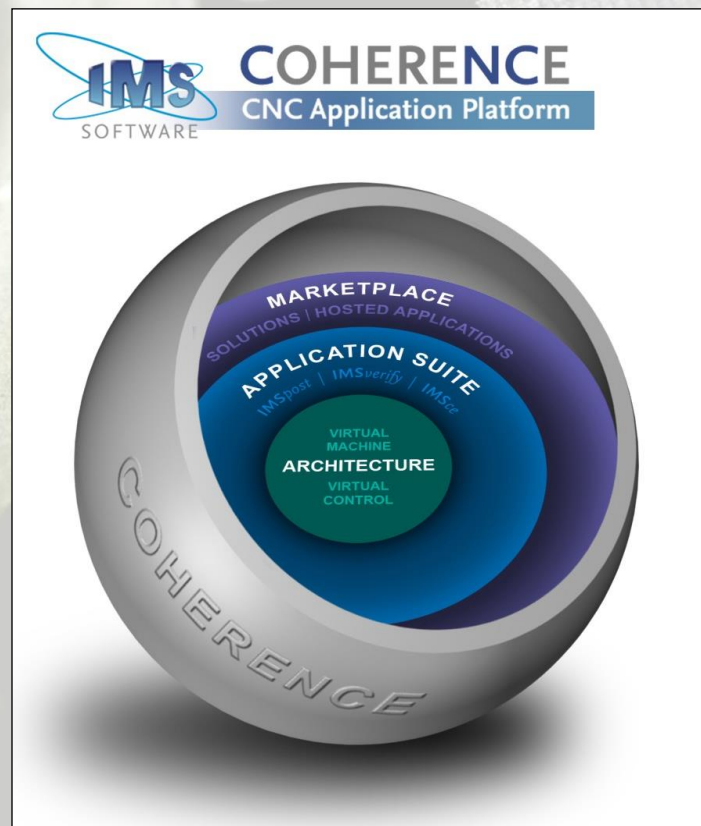 IMS
SOFTWARE
COHERENCE
CNC Application Platform
MARKETPLACE
SOLUTIONS | HOSTED APPLICATIONS
APPLICATION SUITE
IMSpost | IMSverify | IMSce
VIRTUAL
MACHINE
ARCHITECTURE
VIRTUAL
CONTROL
COHERENCE